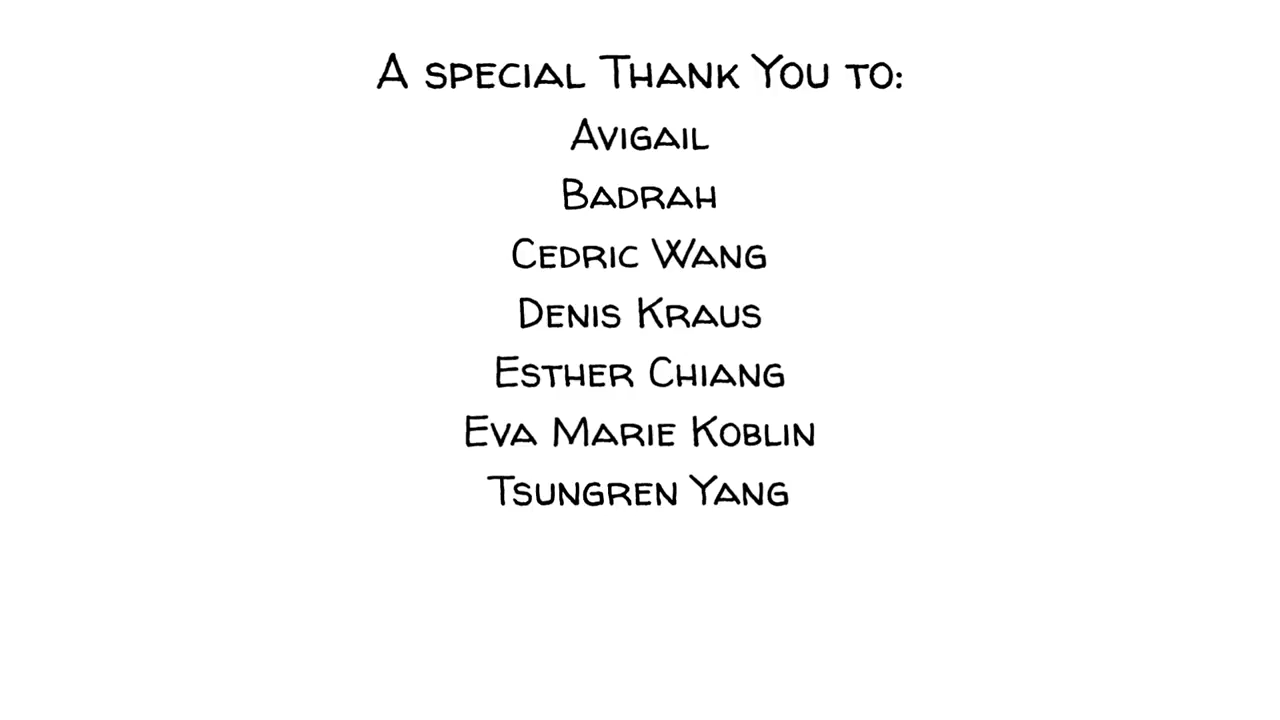 A special Thank You to:
Avigail
Badrah
Cedric Wang
Denis Kraus
Esther Chiang
Eva Marie Koblin
Tsungren Yang